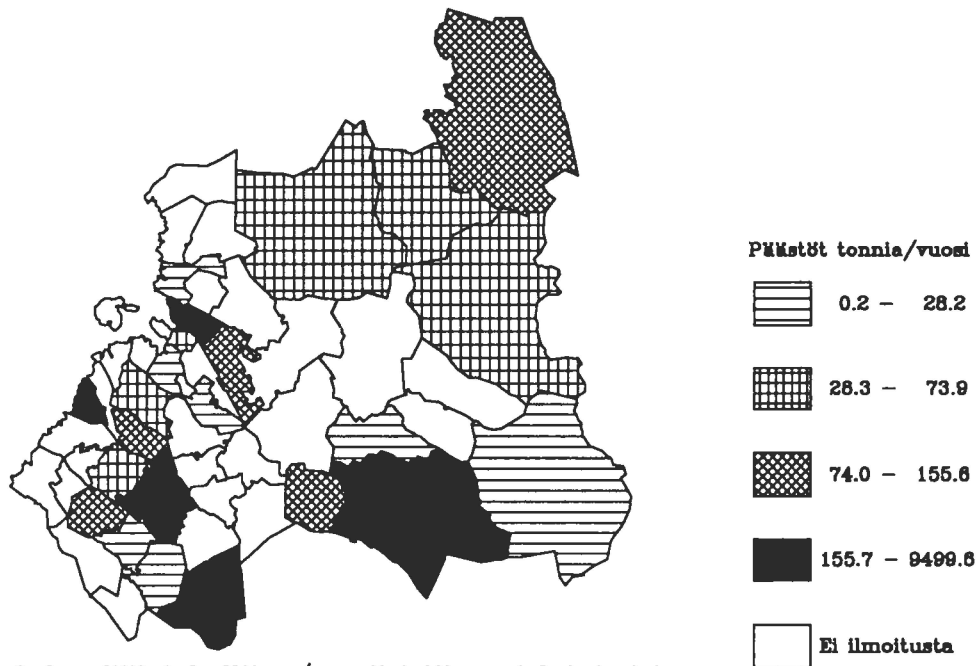 Päästöt tonnia/vuosi
0.2 – 28.2
28.3 – 73.9
74.0 – 155.6
155.7 – 9499.6
Ei ilmoitusta